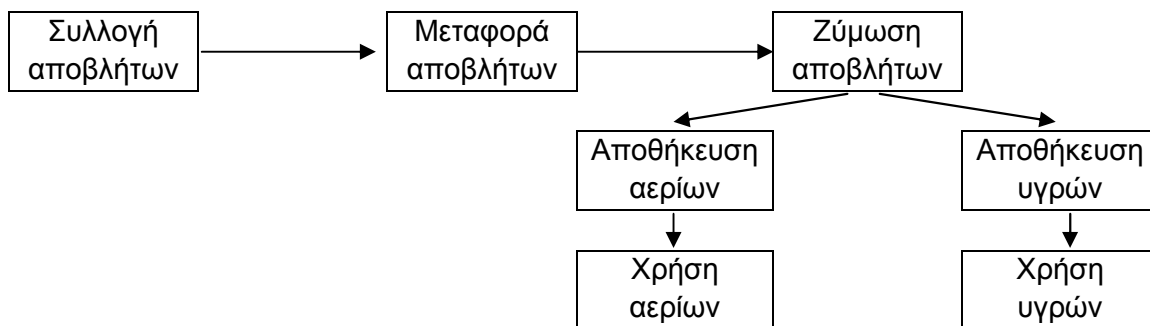 Συλλογή
αποβλήτων
Μεταφορά
αποβλήτων
Ζύμωση
αποβλήτων
Αποθήκευση
αερίων
Αποθήκευση
υγρών
Χρήση
αερίων
Χρήση
υγρών